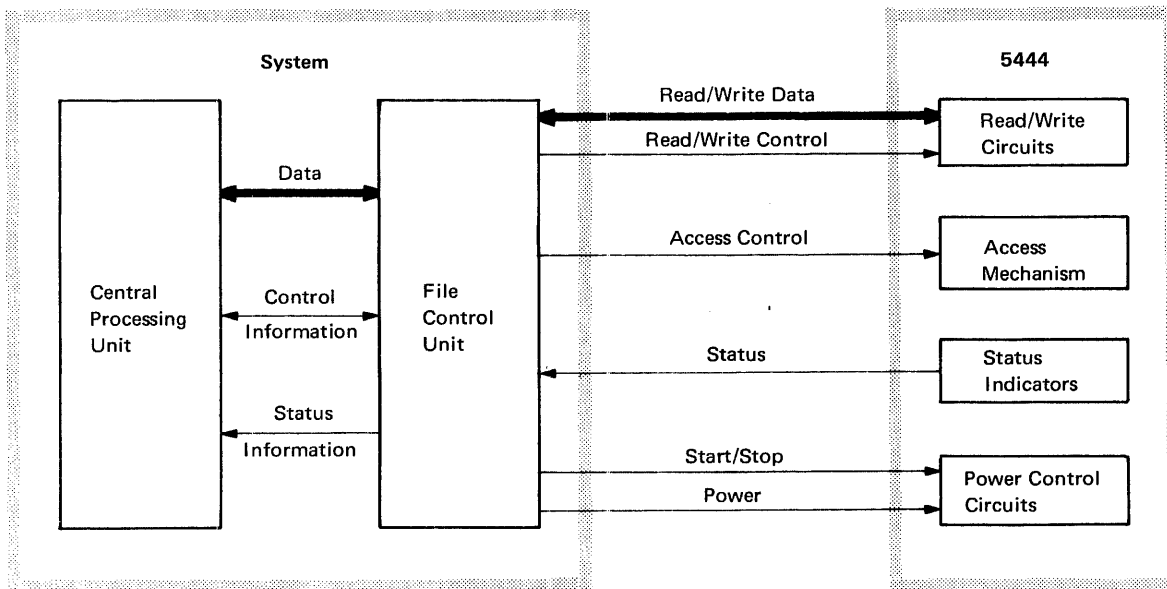 System
5444
Read/Write Data
Read/Write
Circuits
Read/Write Control
Data
Access Control
Access
Mechanism
Central
Processing
Unit
Control
Information
File
Control
Unit
Status
Status
Indicators
Status
Information
Start/Stop
Power
Power Control
Circuits